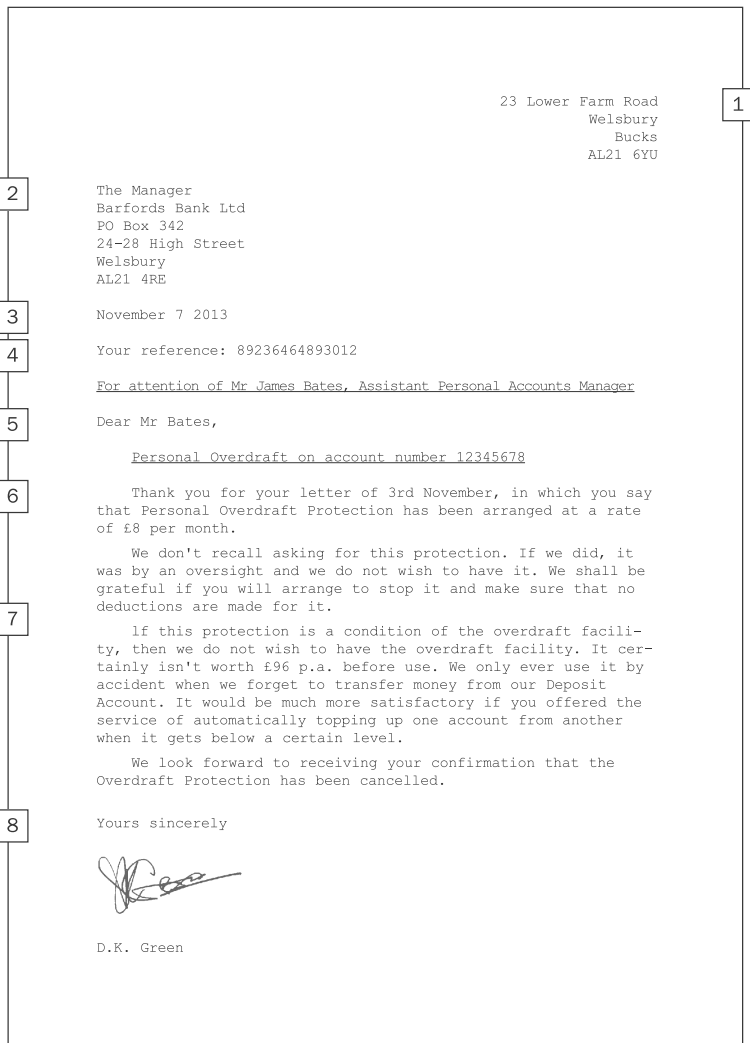 23 Lower Farm Road
Welsbury
Bucks
AL21 6YU
1
2
The Manager
Barfords Bank Ltd
PO Box 342
24–28 High Street
Welsbury
AL21 4RE
3
November 7 2013
4
Your reference: 89236464893012
For attention of Mr James Bates, Assistant Personal Accounts Manager
5
Dear Mr Bates,
Personal Overdraft on account number 12345678
6
Thank you for your letter of 3rd November, in which you say
that Personal Overdraft Protection has been arranged at a rate
of £8 per month.
We don't recall asking for this protection. If we did, it
was by an oversight and we do not wish to have it. We shall be
grateful if you will arrange to stop it and make sure that no
deductions are made for it.
7
lf this protection is a condition of the overdraft facili–
ty, then we do not wish to have the overdraft facility. It cer–
tainly isn't worth £96 p.a. before use. We only ever use it by
accident when we forget to transfer money from our Deposit
Account. It would be much more satisfactory if you offered the
service of automatically topping up one account from another
when it gets below a certain level.
We look forward to receiving your confirmation that the
Overdraft Protection has been cancelled.
8
Yours sincerely
D.K. Green